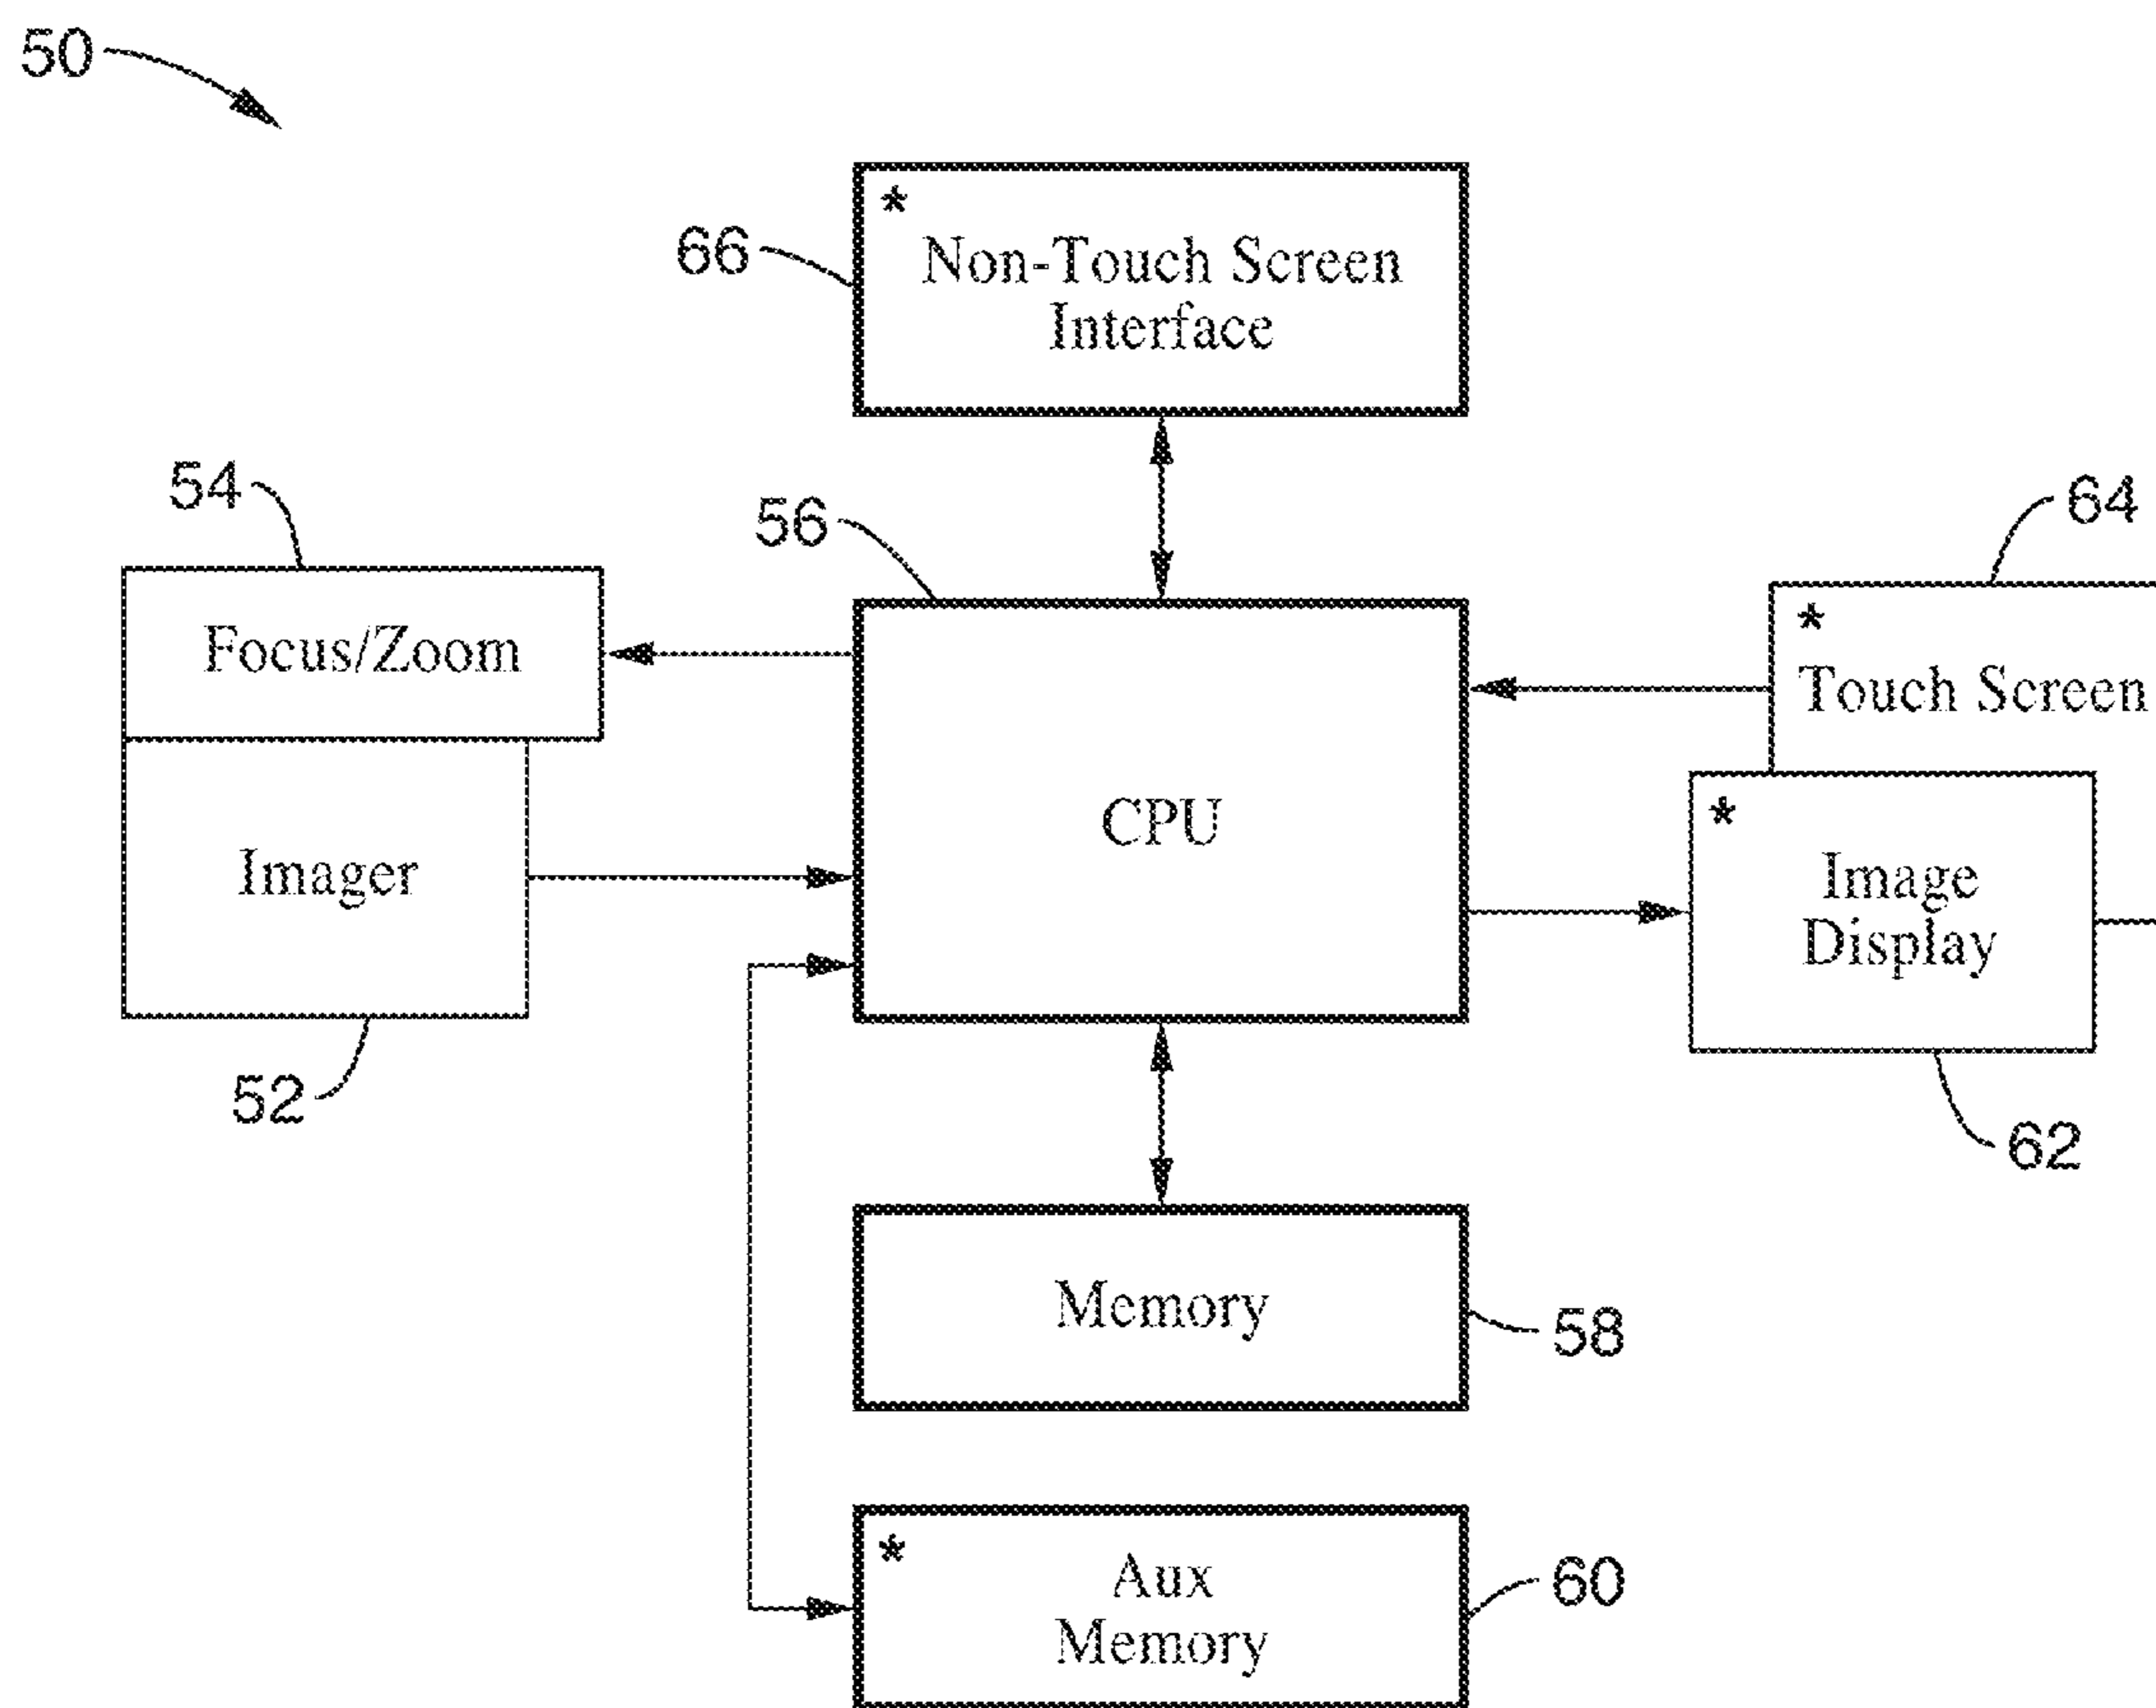 50
*
66
Non-Touch Screen
Interface
54
56
64
Focus/Zoom
*
Touch Screen
CPU
*
Imager
Image
Display
52
62
Memory
58
*
Aux
60
Memory